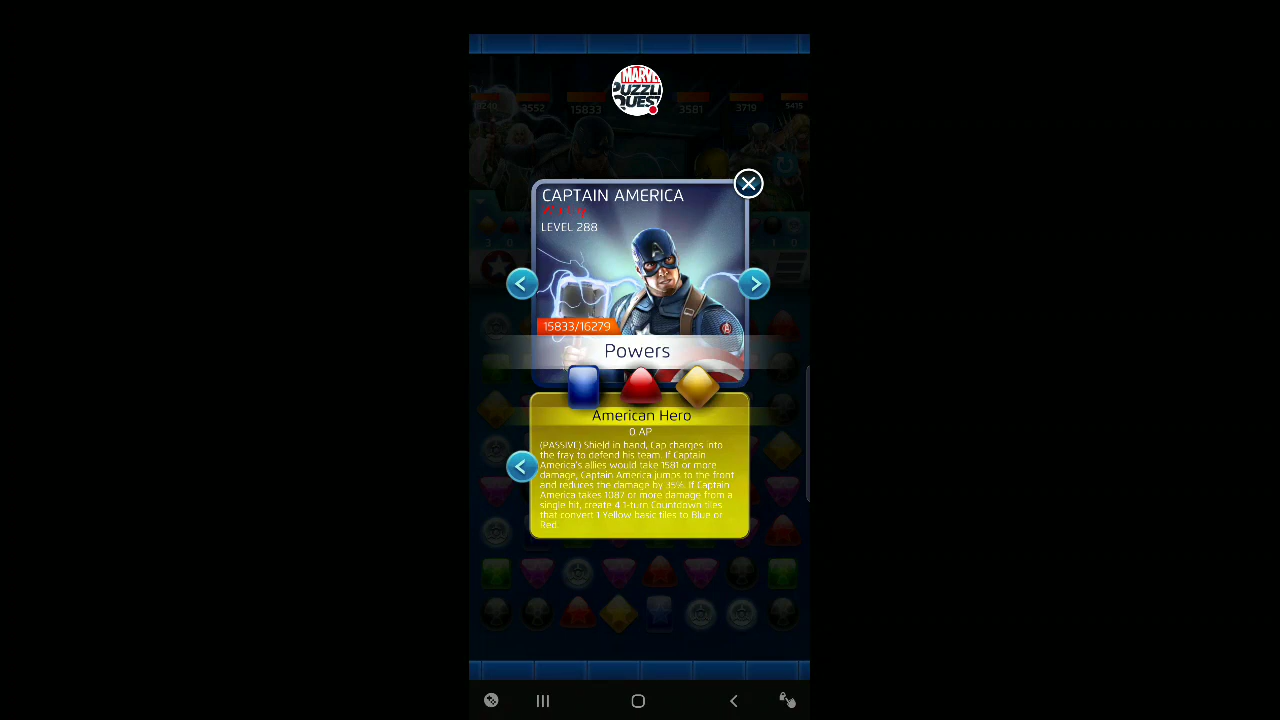 MARVEL
PUZZLE
QUEST
3552
15833
3581
3719
5415
CAPTAIN AMERICA
LEVEL 288
A
15833/16279
Powers
American Hero
0 AP
(PASSIVE) Shield in hand, Cap charges into
the fray to defend his team. If Captain
America's allies would take 1581 or more
damage, Captain America jumps to the front
and reduces the damage by 35%. If Captain
America takes 1087 or more damage from a
single hit, create 4 1-turn Countdown tiles
that convert 1 Yellow basic tiles to Blue or
Red.